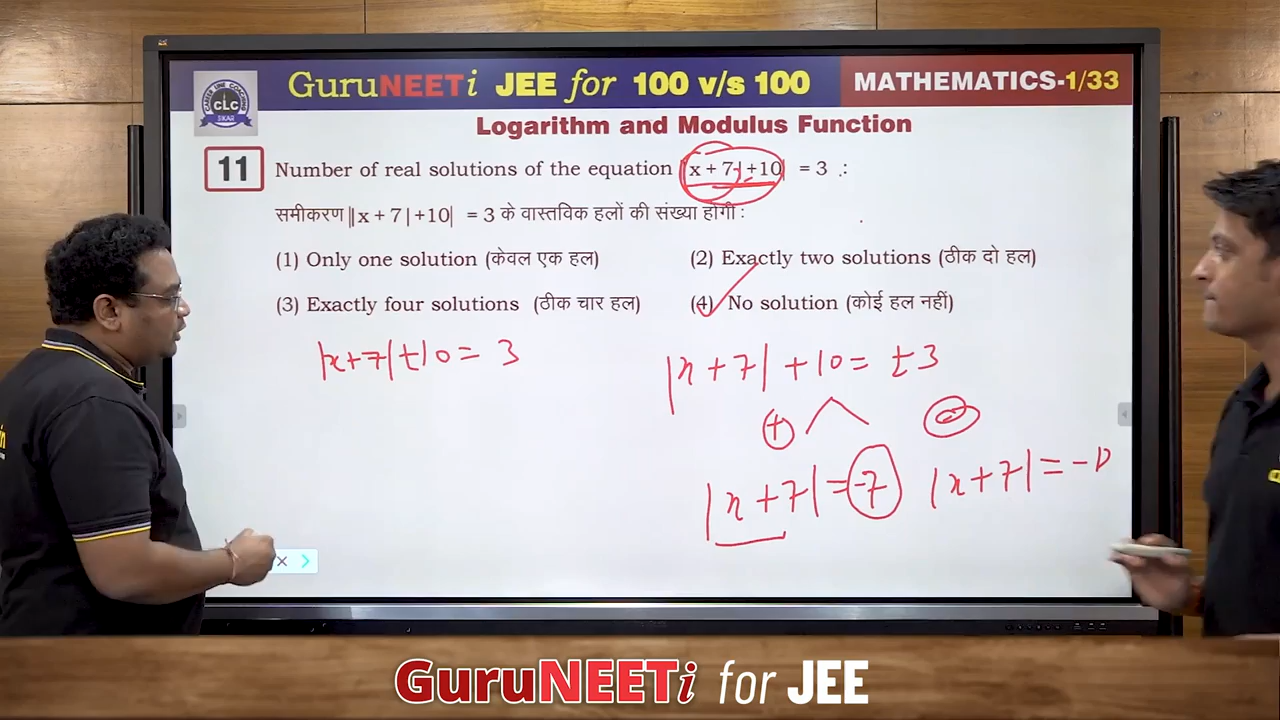 GuruNEETi JEE for 100 v/s 100
MATHEMATICS-1/33
CLC
SIKAR
Logarithm and Modulus Function
11
Number of real solutions of the equation ||x + 7| +10| = 3 :
समीकरण ||x + 7| +10| = 3 के वास्तविक हलों की संख्या होगी :
(1) Only one solution (केवल एक हल)
(2) Exactly two solutions (ठीक दो हल)
(3) Exactly four solutions (ठीक चार हल)
(4) No solution (कोई हल नहीं)
|x+7|+10 = 3
|x+7| + 10 = ±3
+
-
|x+7| = -7
|x+7| = -1
GuruNEETi for JEE